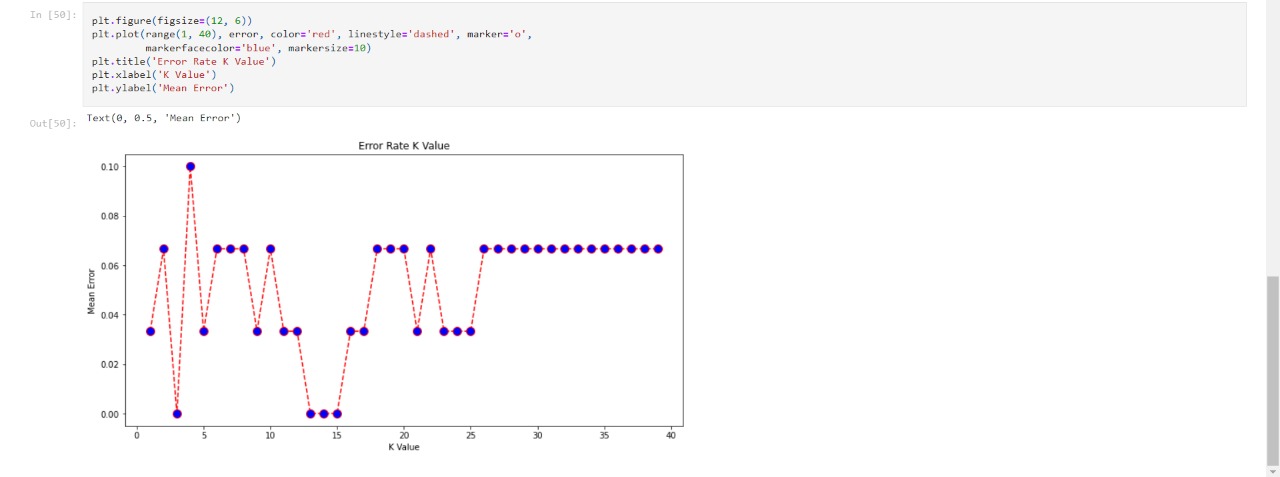 In [50]:
plt.figure(figsize=(12, 6))
plt.plot(range(1, 40), error, color='red', linestyle='dashed', marker='o',
markerfacecolor='blue', markersize=10)
plt.title('Error Rate K Value')
plt.xlabel('K Value')
plt.ylabel('Mean Error')
Out[50]:
Text(0, 0.5, 'Mean Error')
Error Rate K Value
0.10
0.08
0.06
0.04
0.02
0.00
Mean Error
0 5 10 15 20 25 30 35 40
K Value